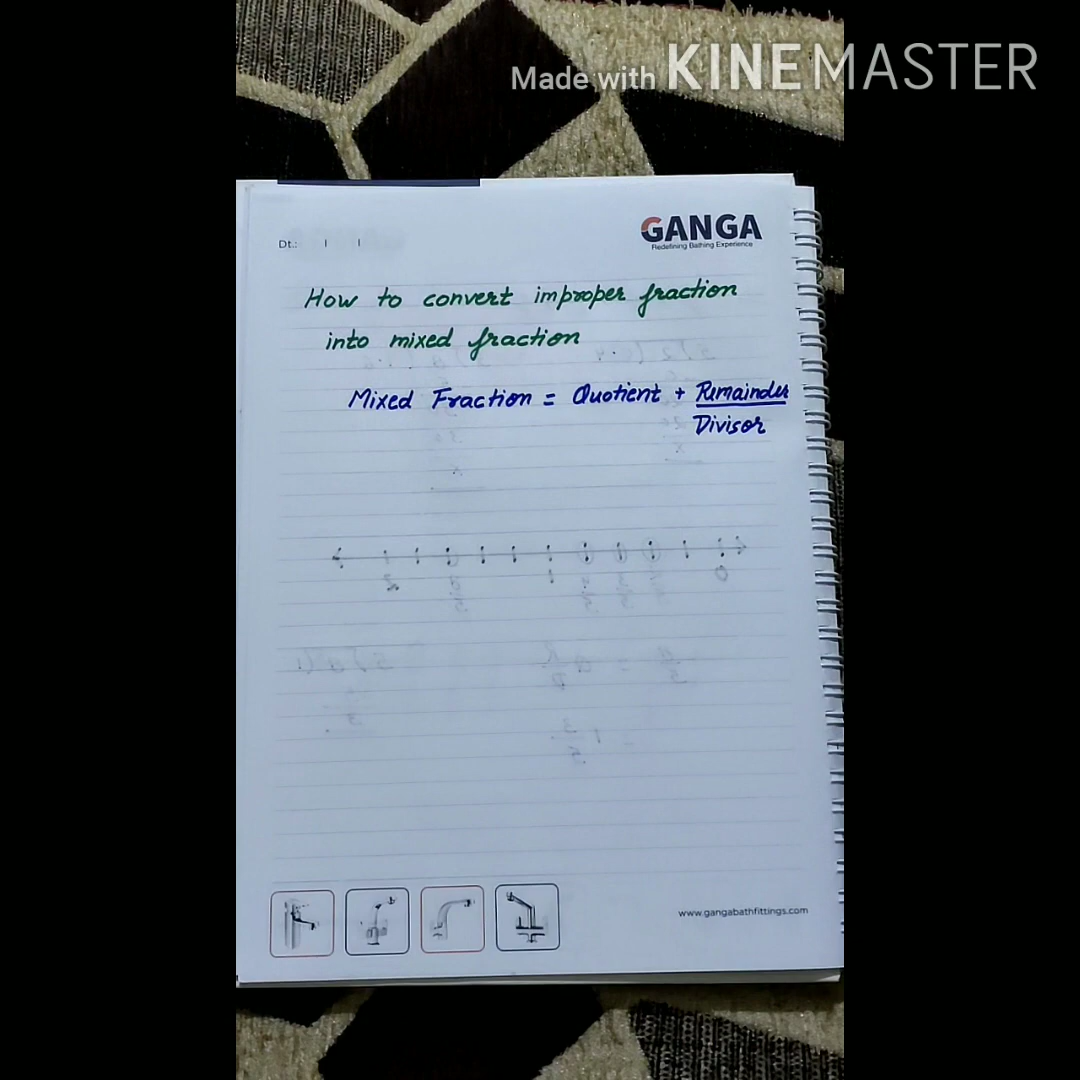 Made with KINEMASTER
GANGA
Redefining Bathing Experience
Dt.: | |
How to convert improper fraction
into mixed fraction
Mixed Fraction = Quotient + Remainder
Divisor
www.gangabathfittings.com